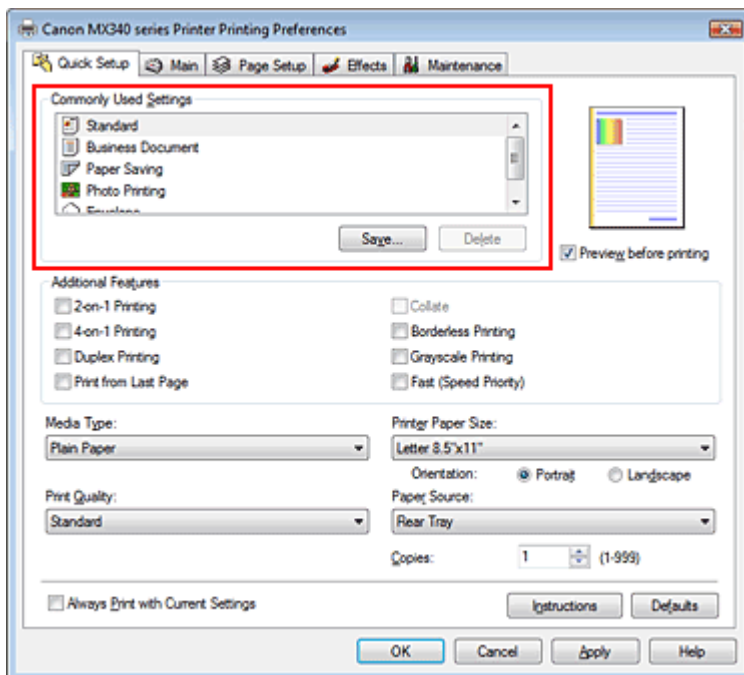 Canon MX340 series Printer Printing Preferences
Quick Setup Main Page Setup Effects Maintenance
Commonly Used Settings
Standard
Business Document
Paper Saving
Photo Printing
Envelope
Save... Delete
Preview before printing
Additional Features
2-on-1 Printing Collate
4-on-1 Printing Borderless Printing
Duplex Printing Grayscale Printing
Print from Last Page Fast (Speed Priority)
Media Type: Printer Paper Size:
Plain Paper Letter 8.5"x11"
Orientation: Portrait Landscape
Print Quality: Paper Source:
Standard Rear Tray
Copies: 1 (1-999)
Always Print with Current Settings Instructions Defaults
OK Cancel Apply Help